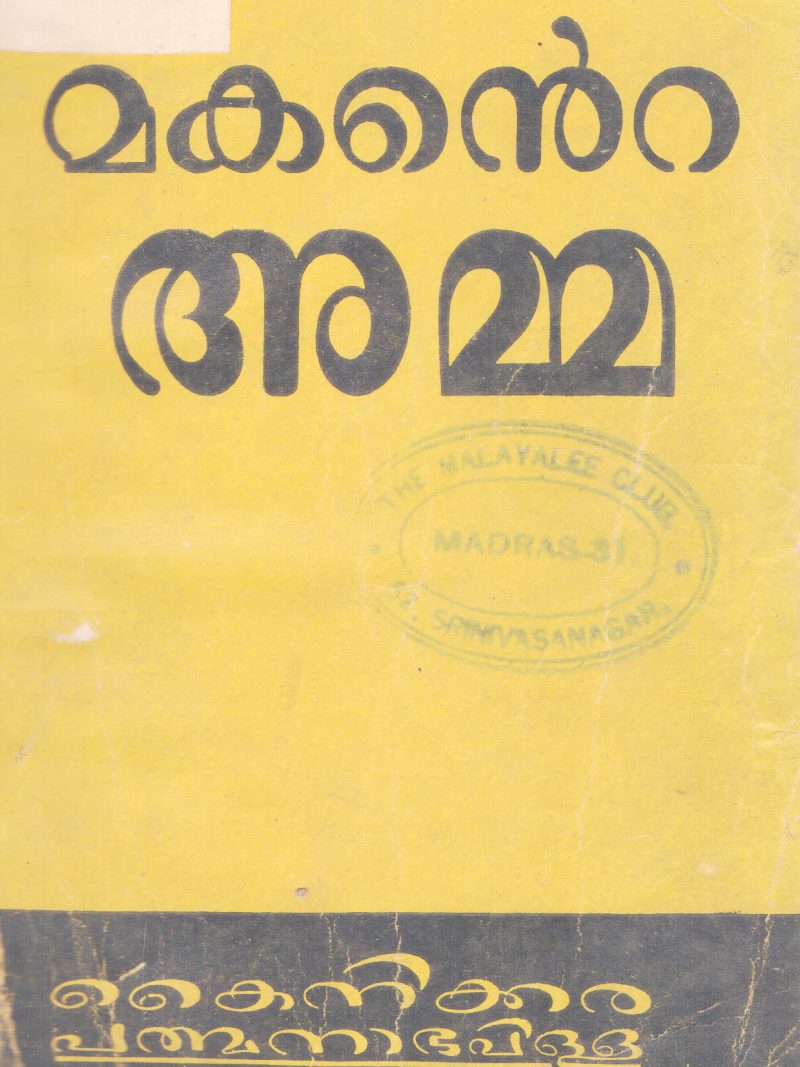 മകന്റെ
അമ്മ
THE MALAYALEE CLUB,
MADRAS-31.
SRINIVASANAGAR,
കൈനിക്കര
പത്മനാഭപിള്ള